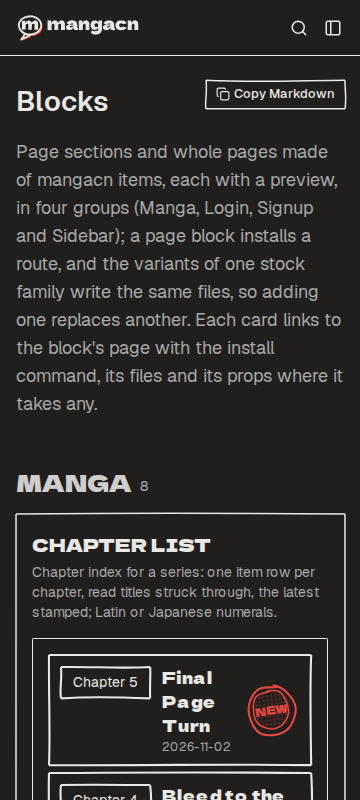 m mangacn
Blocks
Copy Markdown
Page sections and whole pages made
of mangacn items, each with a preview,
in four groups (Manga, Login, Signup
and Sidebar); a page block installs a
route, and the variants of one stock
family write the same files, so adding
one replaces another. Each card links to
the block's page with the install
command, its files and its props where it
takes any.
MANGA 8
CHAPTER LIST
Chapter index for a series: one item row per
chapter, read titles struck through, the latest
stamped; Latin or Japanese numerals.
Chapter 5
Final
Page
Turn
2026-11-02
NEW
Chapter 4
Bleed to the